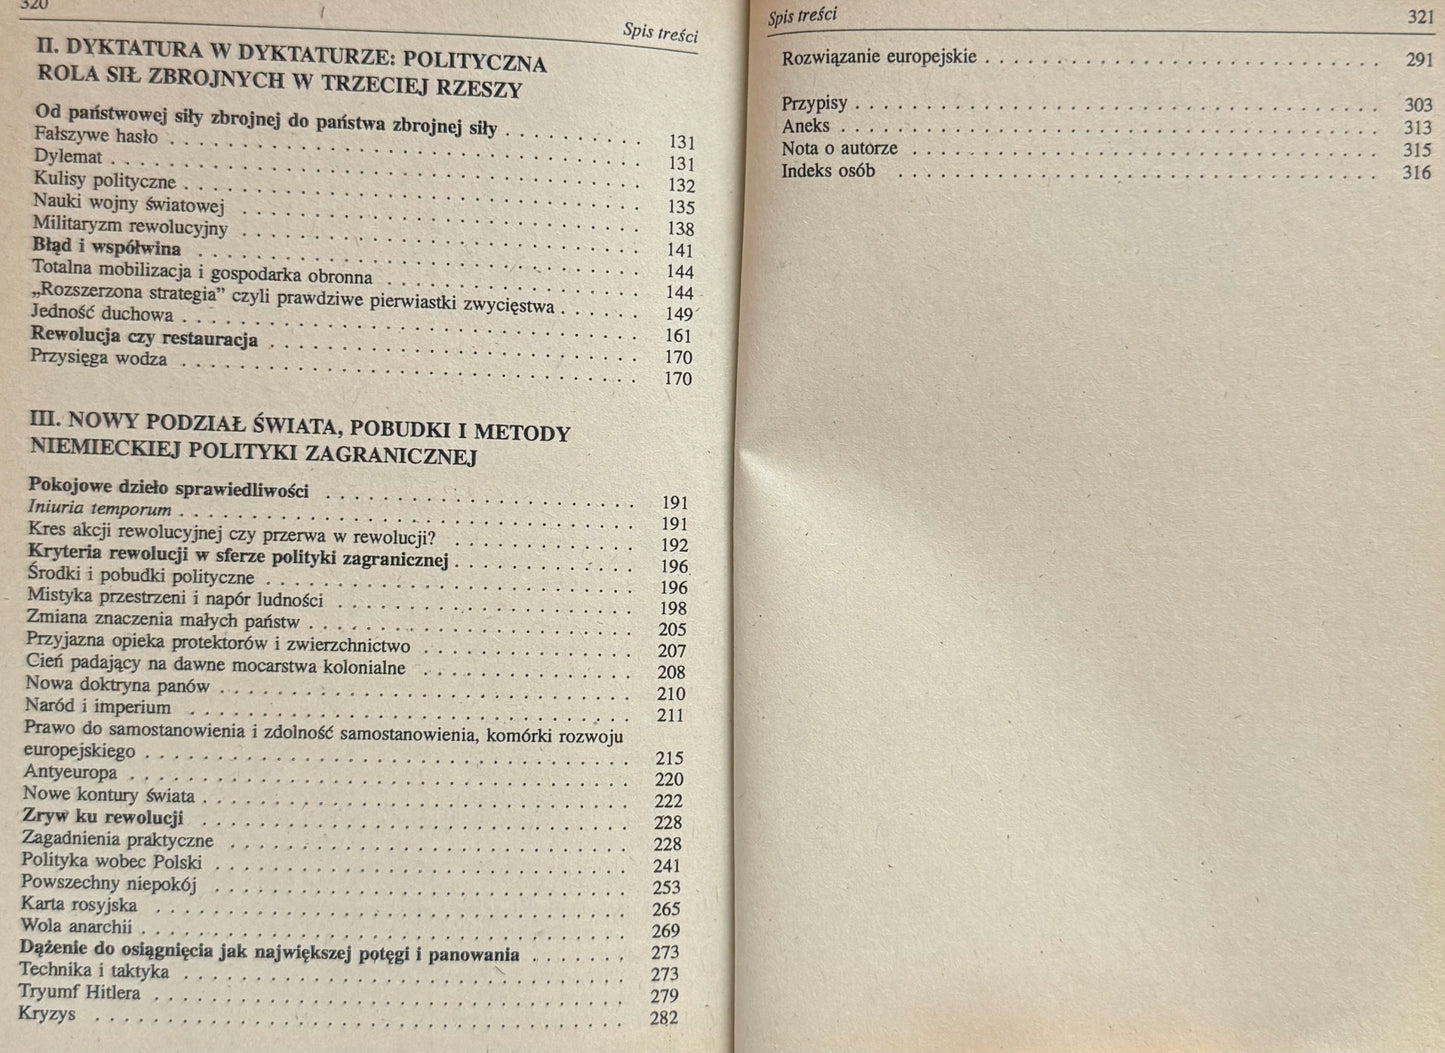 320
Spis treści
II. DYKTATURA W DYKTATURZE: POLITYCZNA
ROLA SIŁ ZBROJNYCH W TRZECIEJ RZESZY
Od państwowej siły zbrojnej do państwa zbrojnej siły . . . . . . . . . 131
Fałszywe hasło . . . . . . . . . 131
Dylemat . . . . . . . . . 132
Kulisy polityczne . . . . . . . . . 135
Nauki wojny światowej . . . . . . . . . 138
Militaryzm rewolucyjny . . . . . . . . . 141
Błąd i współwina . . . . . . . . . 144
Totalna mobilizacja i gospodarka obronna . . . . . . . . . 144
„Rozszerzona strategia” czyli prawdziwe pierwiastki zwycięstwa . . . . . . 149
Jedność duchowa . . . . . . . . . 161
Rewolucja czy restauracja . . . . . . . . . 170
Przysięga wodza . . . . . . . . . 170
III. NOWY PODZIAŁ ŚWIATA, POBUDKI I METODY
NIEMIECKIEJ POLITYKI ZAGRANICZNEJ
Pokojowe dzieło sprawiedliwości . . . . . . . . . 191
Iniuria temporum . . . . . . . . . 191
Kres akcji rewolucyjnej czy przerwa w rewolucji? . . . . . . . . . 192
Kryteria rewolucji w sferze polityki zagranicznej . . . . . . . . . 196
Środki i pobudki polityczne . . . . . . . . . 196
Mistyka przestrzeni i napór ludności . . . . . . . . . 198
Zmiana znaczenia małych państw . . . . . . . . . 205
Przyjazna opieka protektorów i zwierzchnictwo . . . . . . . . . 207
Cień padający na dawne mocarstwa kolonialne . . . . . . . . . 208
Nowa doktryna panów . . . . . . . . . 210
Naród i imperium . . . . . . . . . 211
Prawo do samostanowienia i zdolność samostanowienia, komórki rozwoju
europejskiego . . . . . . . . . 215
Antyeuropa . . . . . . . . . 220
Nowe kontury świata . . . . . . . . . 222
Zryw ku rewolucji . . . . . . . . . 228
Zagadnienia praktyczne . . . . . . . . . 228
Polityka wobec Polski . . . . . . . . . 241
Powszechny niepokój . . . . . . . . . 253
Karta rosyjska . . . . . . . . . 265
Wola anarchii . . . . . . . . . 269
Dążenie do osiągnięcia jak największej potęgi i panowania . . . . . . . 273
Technika i taktyka . . . . . . . . . 273
Tryumf Hitlera . . . . . . . . . 279
Kryzys . . . . . . . . . 282
Spis treści 321
Rozwiązanie europejskie . . . . . . . . . 291
Przypisy . . . . . . . . . 303
Aneks . . . . . . . . . 313
Nota o autorze . . . . . . . . . 315
Indeks osób . . . . . . . . . 316